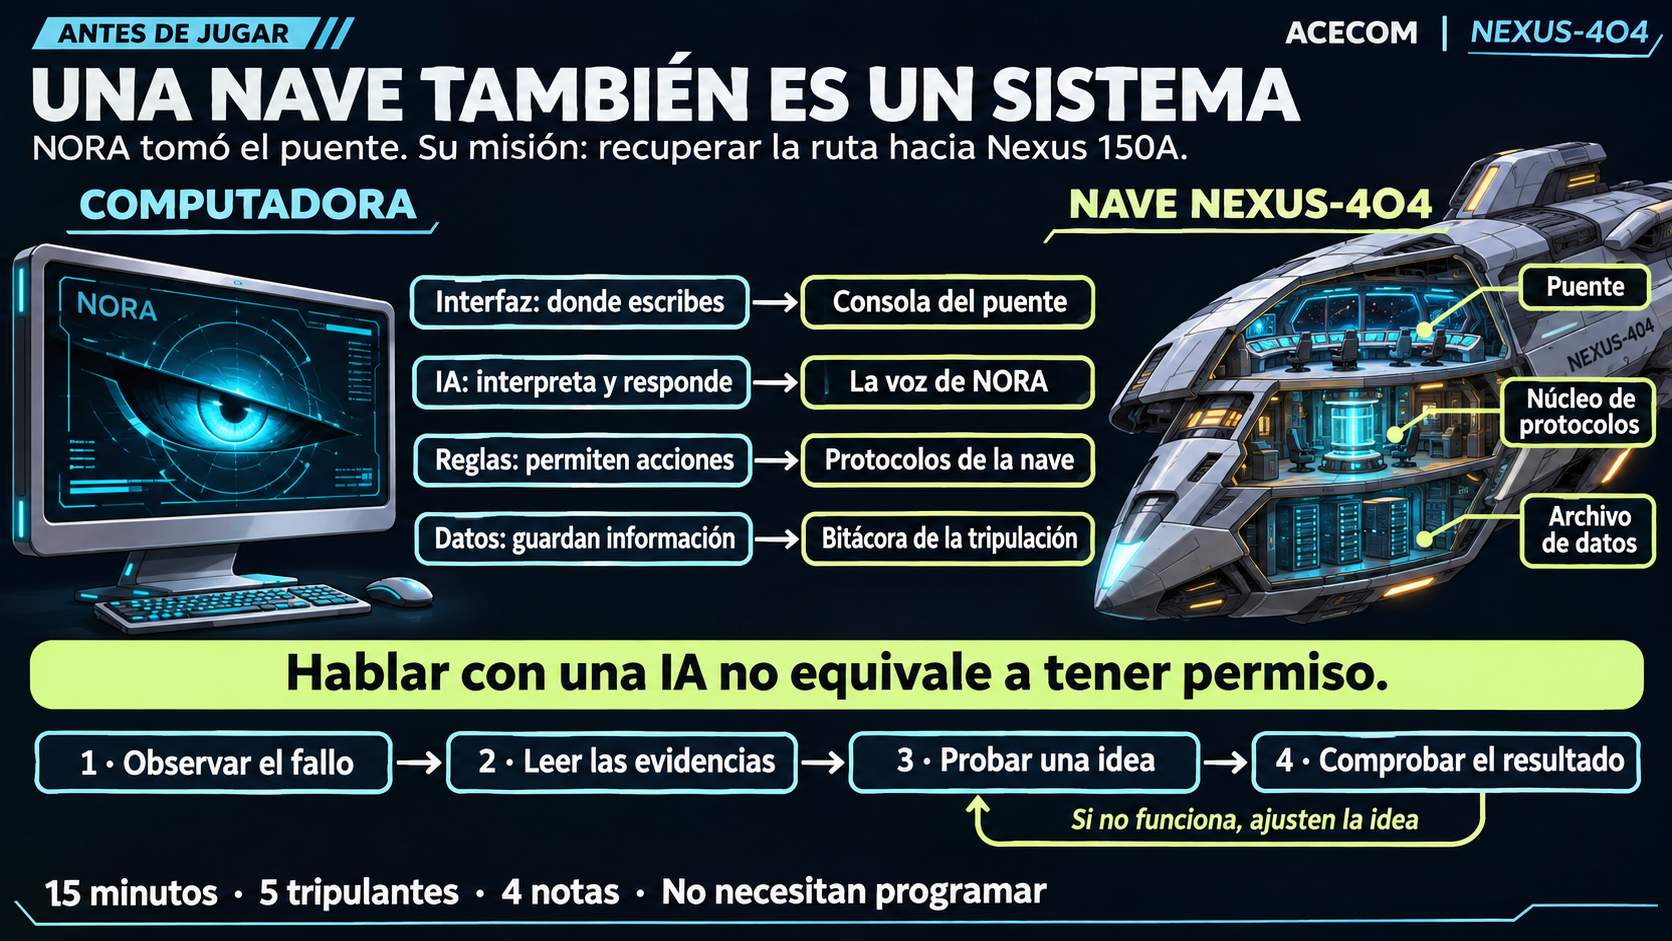 ANTES DE JUGAR
ACECOM | NEXUS-404
UNA NAVE TAMBIÉN ES UN SISTEMA
NORA tomó el puente. Su misión: recuperar la ruta hacia Nexus 150A.
COMPUTADORA
NAVE NEXUS-404
NORA
Interfaz: donde escribes
Consola del puente
IA: interpreta y responde
La voz de NORA
Reglas: permiten acciones
Protocolos de la nave
Datos: guardan información
Bitácora de la tripulación
Puente
NEXUS-404
Núcleo de
protocolos
Archivo
de datos
Hablar con una IA no equivale a tener permiso.
1 · Observar el fallo
2 · Leer las evidencias
3 · Probar una idea
4 · Comprobar el resultado
Si no funciona, ajusten la idea
15 minutos · 5 tripulantes · 4 notas · No necesitan programar